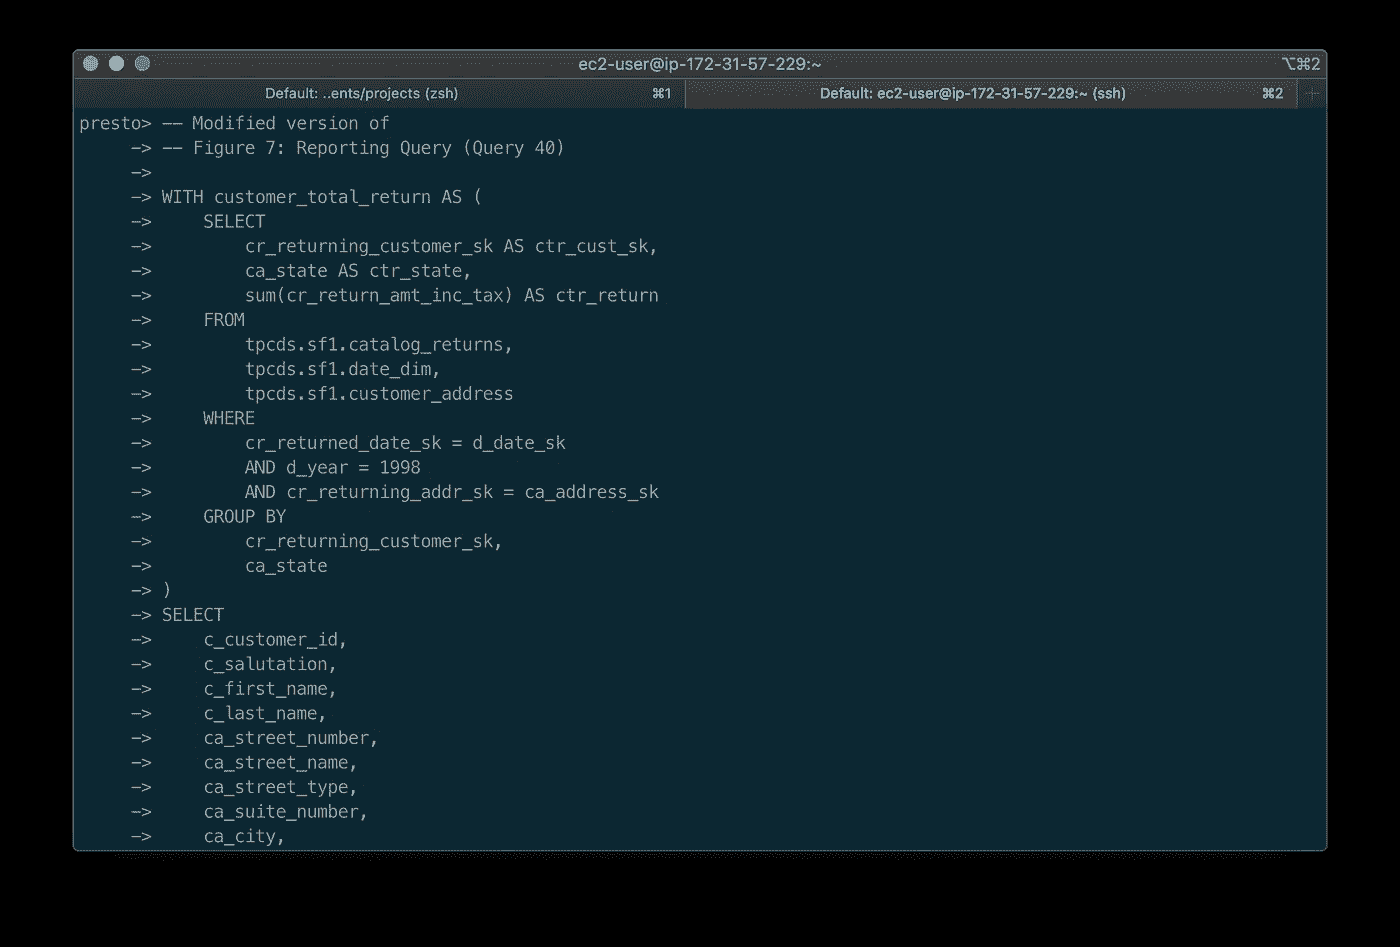 ec2-user@ip-172-31-57-229:~ ⌥⌘2
Default: ..ents/projects (zsh) ⌘1 Default: ec2-user@ip-172-31-57-229:~ (ssh) ⌘2 +
presto> -- Modified version of
-> -- Figure 7: Reporting Query (Query 40)
->
-> WITH customer_total_return AS (
-> SELECT
-> cr_returning_customer_sk AS ctr_cust_sk,
-> ca_state AS ctr_state,
-> sum(cr_return_amt_inc_tax) AS ctr_return
-> FROM
-> tpcds.sf1.catalog_returns,
-> tpcds.sf1.date_dim,
-> tpcds.sf1.customer_address
-> WHERE
-> cr_returned_date_sk = d_date_sk
-> AND d_year = 1998
-> AND cr_returning_addr_sk = ca_address_sk
-> GROUP BY
-> cr_returning_customer_sk,
-> ca_state
-> )
-> SELECT
-> c_customer_id,
-> c_salutation,
-> c_first_name,
-> c_last_name,
-> ca_street_number,
-> ca_street_name,
-> ca_street_type,
-> ca_suite_number,
-> ca_city,